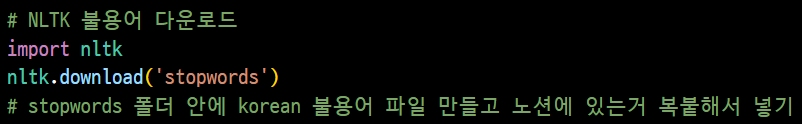 # NLTK 불용어 다운로드
import nltk
nltk.download('stopwords')
# stopwords 폴더 안에 korean 불용어 파일 만들고 노션에 있는거 복붙해서 넣기